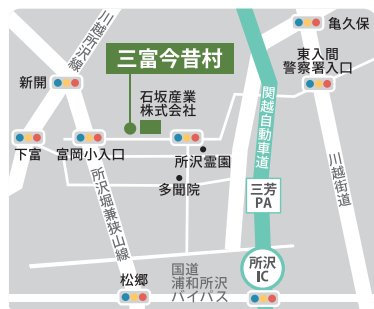 川越所沢線
亀久保
三富今昔村
東入間
警察署入口
新開
石坂産業
株式会社
関越自動車道
下富
富岡小入口
所沢霊園
川越街道
多聞院
三芳
PA
所沢堀兼狭山線
所沢
IC
松郷
国道
浦和所沢
バイパス